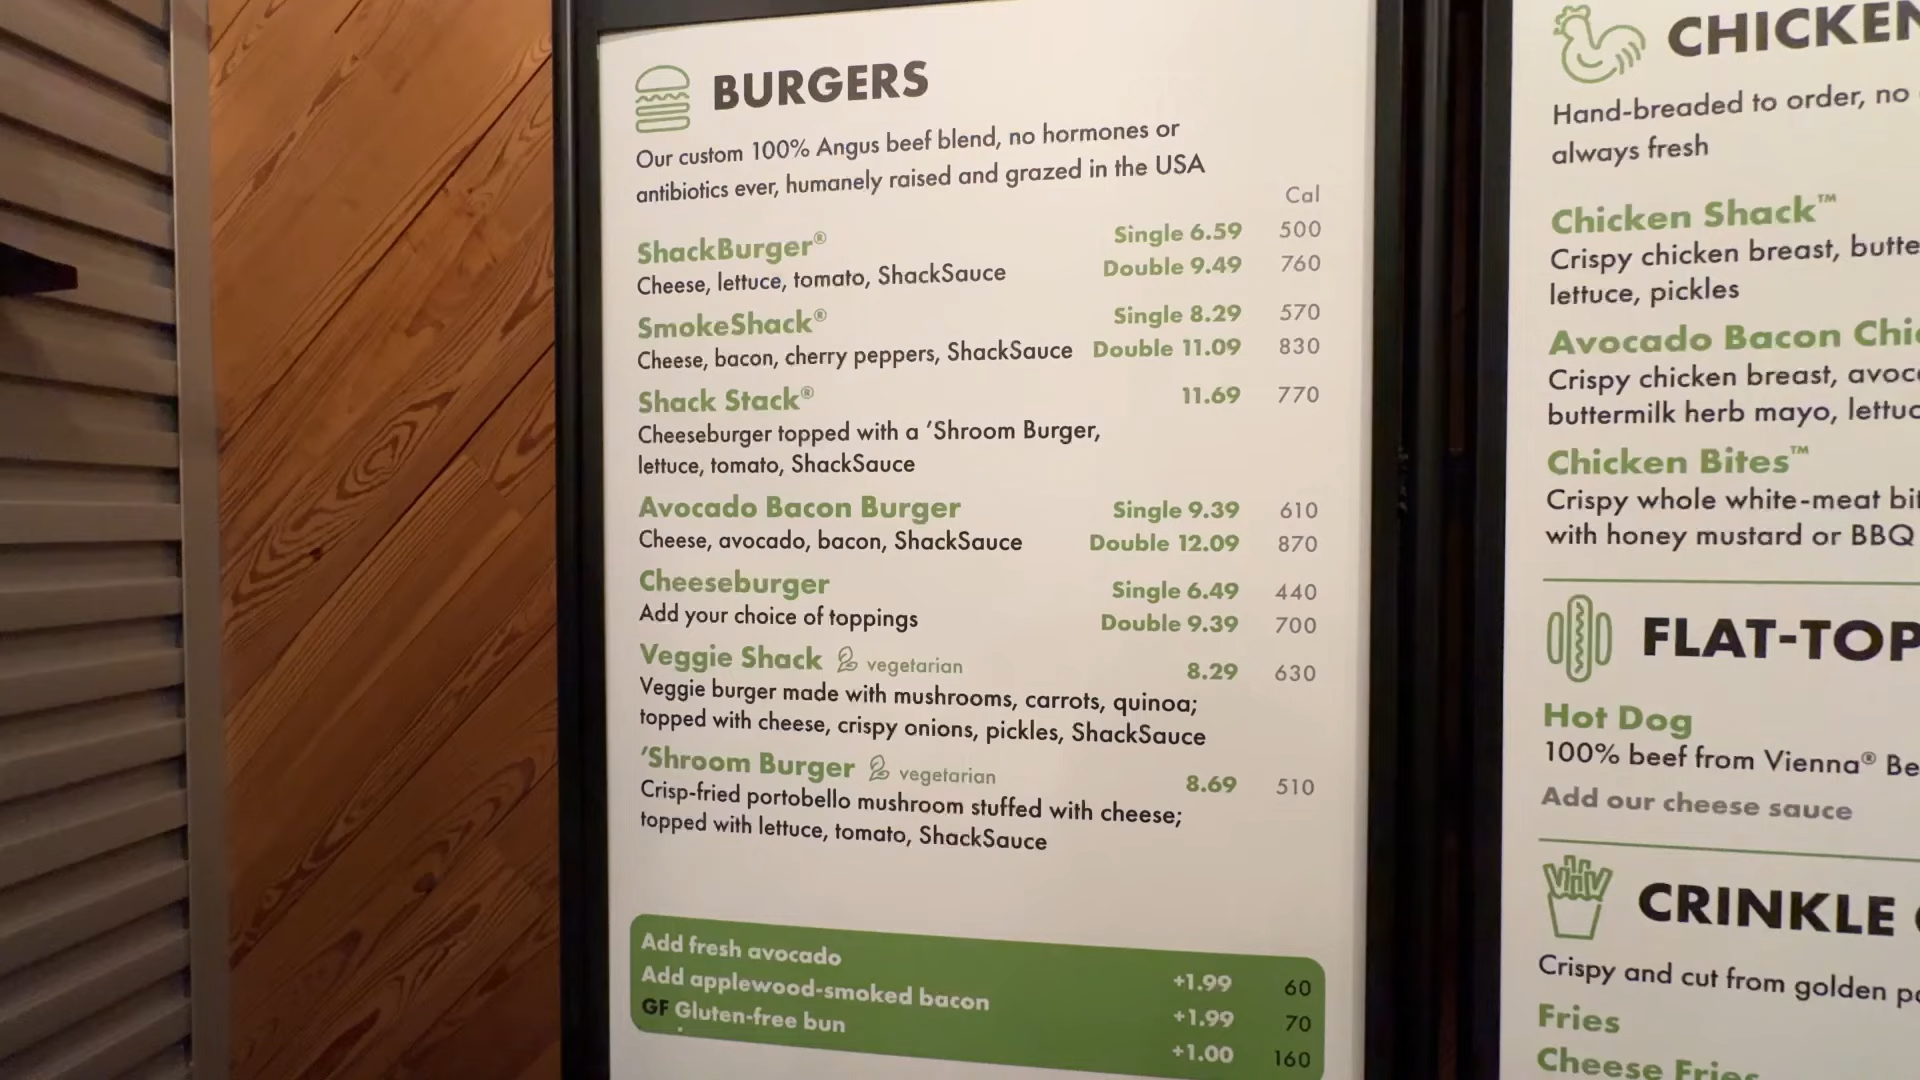 BURGERS
Our custom 100% Angus beef blend, no hormones or
antibiotics ever, humanely raised and grazed in the USA
Cal
ShackBurger® Single 6.59 500
Cheese, lettuce, tomato, ShackSauce Double 9.49 760
SmokeShack® Single 8.29 570
Cheese, bacon, cherry peppers, ShackSauce Double 11.09 830
Shack Stack® 11.69 770
Cheeseburger topped with a ’Shroom Burger,
lettuce, tomato, ShackSauce
Avocado Bacon Burger Single 9.39 610
Cheese, avocado, bacon, ShackSauce Double 12.09 870
Cheeseburger Single 6.49 440
Add your choice of toppings Double 9.39 700
Veggie Shack vegetarian 8.29 630
Veggie burger made with mushrooms, carrots, quinoa;
topped with cheese, crispy onions, pickles, ShackSauce
’Shroom Burger vegetarian 8.69 510
Crisp-fried portobello mushroom stuffed with cheese;
topped with lettuce, tomato, ShackSauce
Add fresh avocado +1.99 60
Add applewood-smoked bacon +1.99 70
GF Gluten-free bun +1.00 160
CHICKEN
Hand-breaded to order, no
always fresh
Chicken Shack™
Crispy chicken breast, butte
lettuce, pickles
Avocado Bacon Chic
Crispy chicken breast, avoc
buttermilk herb mayo, lettuc
Chicken Bites™
Crispy whole white-meat bit
with honey mustard or BBQ
FLAT-TOP
Hot Dog
100% beef from Vienna® Be
Add our cheese sauce
CRINKLE
Crispy and cut from golden po
Fries
Cheese Fries